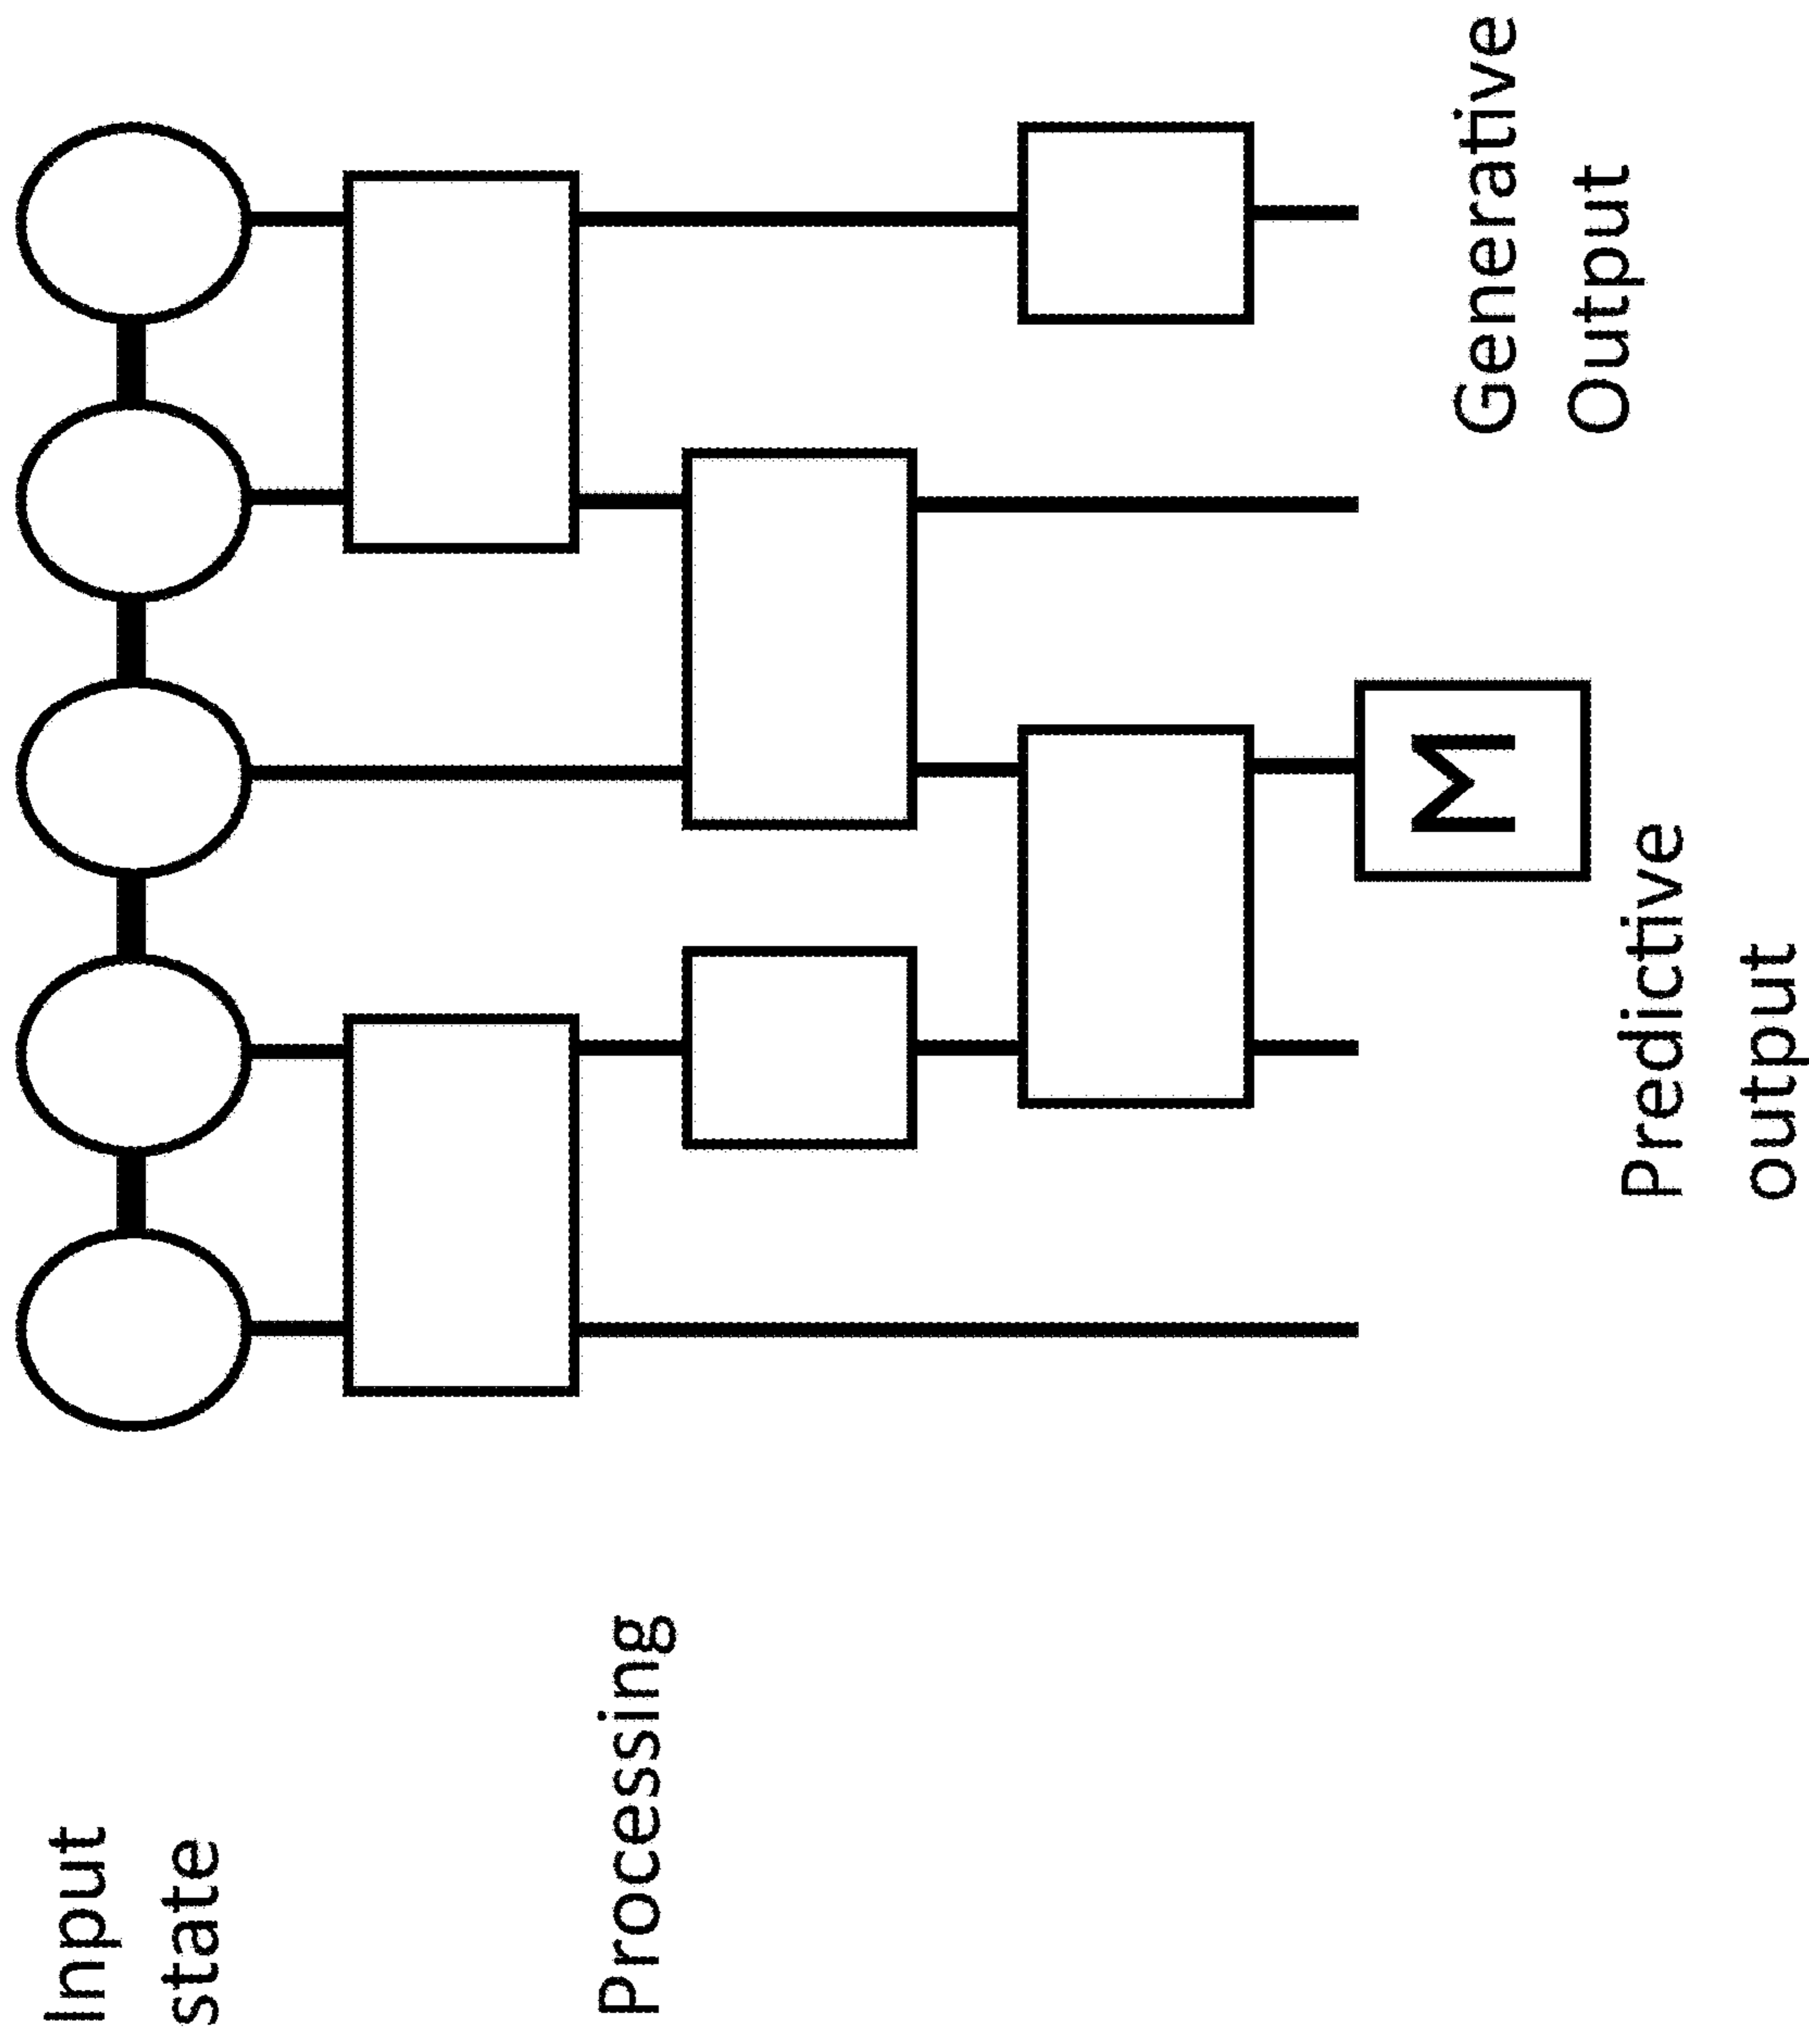 Input
state
Processing
M
Predictive
output
Generative
Output